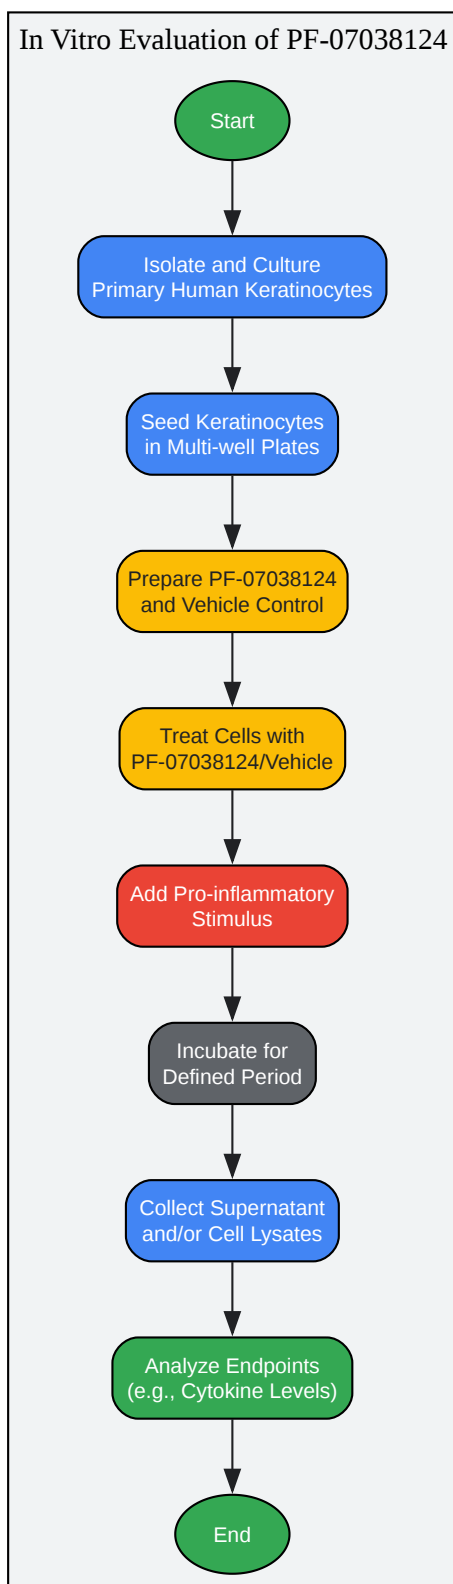 In Vitro Evaluation of PF-07038124
Start
Isolate and Culture
Primary Human Keratinocytes
Seed Keratinocytes
in Multi-well Plates
Prepare PF-07038124
and Vehicle Control
Treat Cells with
PF-07038124/Vehicle
Add Pro-inflammatory
Stimulus
Incubate for
Defined Period
Collect Supernatant
and/or Cell Lysates
Analyze Endpoints
(e.g., Cytokine Levels)
End